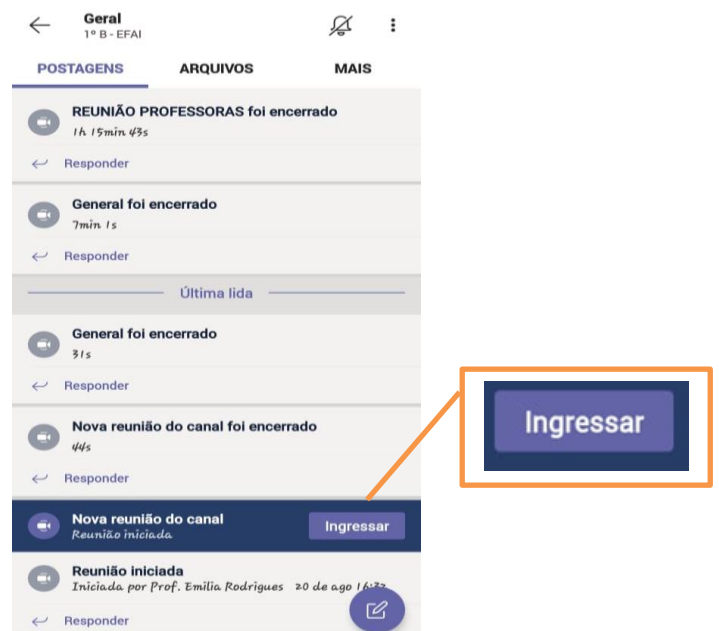 Geral
1º B - EFAI
POSTAGENS ARQUIVOS MAIS
REUNIÃO PROFESSORAS foi encerrado
1h 15min 43s
Responder
General foi encerrado
7min 1s
Responder
Última lida
General foi encerrado
31s
Responder
Nova reunião do canal foi encerrado
44s
Responder
Nova reunião do canal
Reunião iniciada
Ingressar
Ingressar
Reunião iniciada
Iniciada por Prof. Emilia Rodrigues 20 de ago
Responder